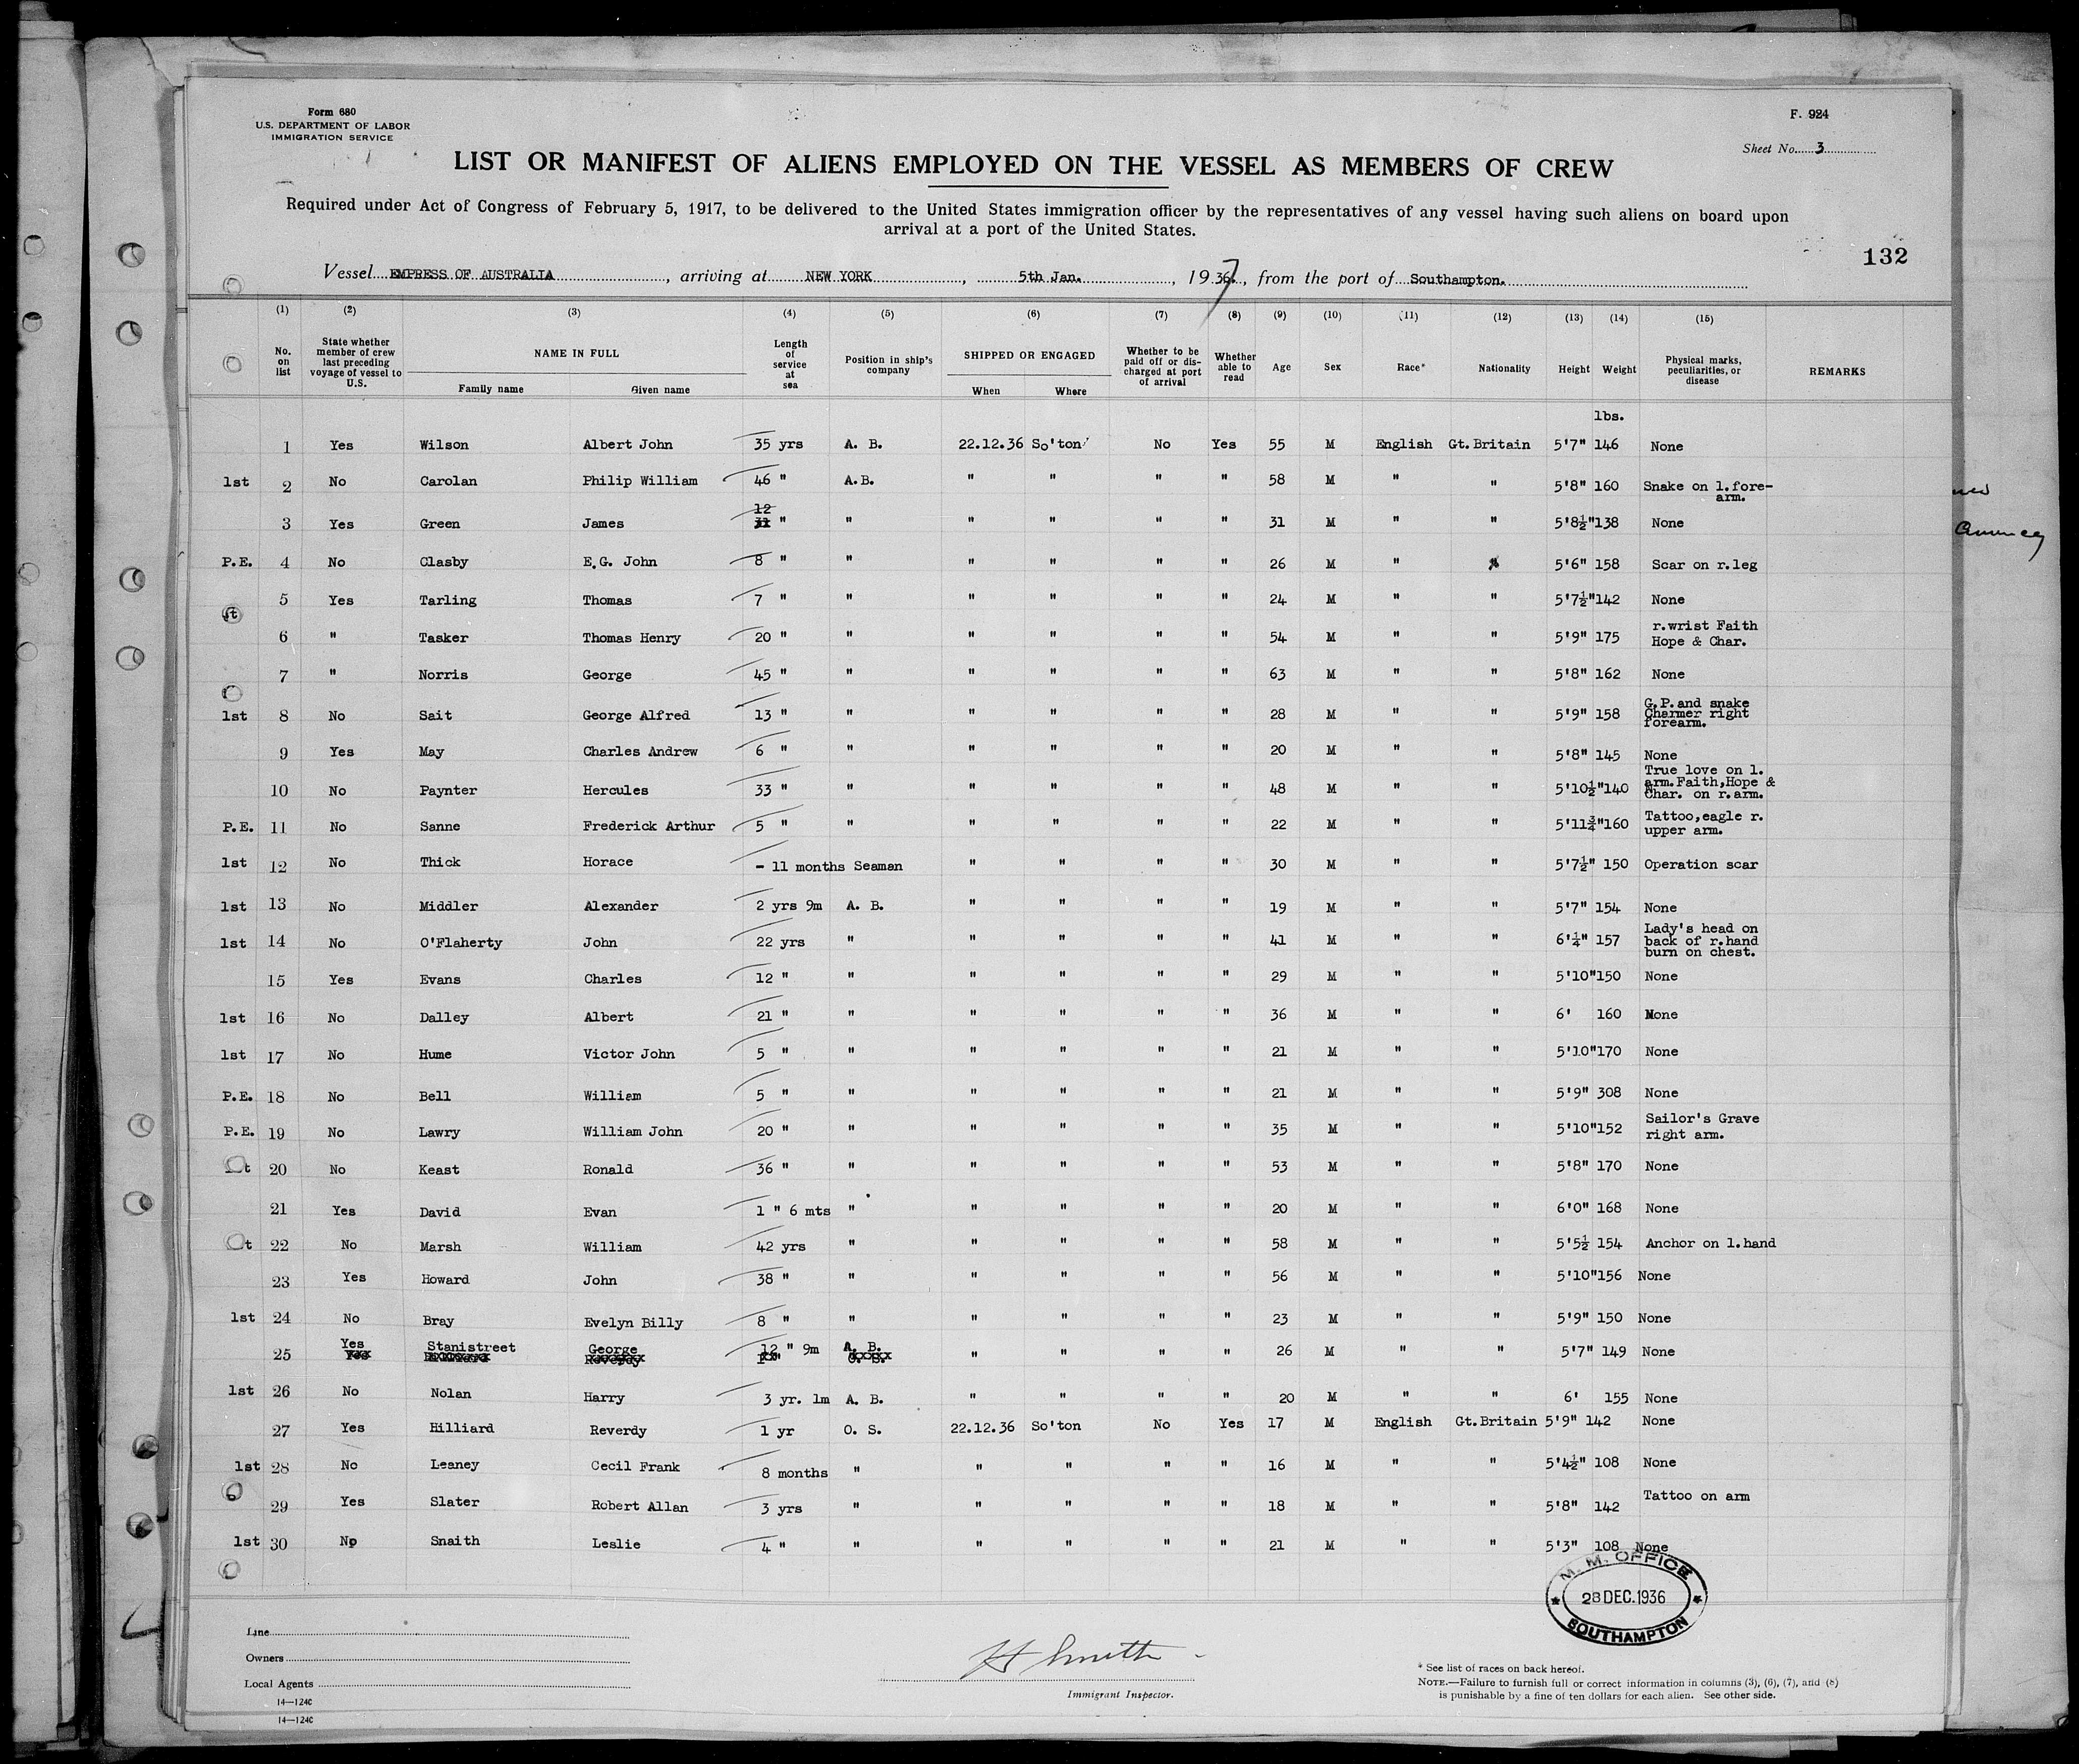 Form 680
U.S. DEPARTMENT OF LABOR
IMMIGRATION SERVICE
F. 924
Sheet No. 3
LIST OR MANIFEST OF ALIENS EMPLOYED ON THE VESSEL AS MEMBERS OF CREW
Required under Act of Congress of February 5, 1917, to be delivered to the United States immigration officer by the representatives of any vessel having such aliens on board upon
arrival at a port of the United States.
132
Vessel EMPRESS OF AUSTRALIA, arriving at NEW YORK, 5th Jan., 19 36 7, from the port of Southampton.
(1) (2) (3) (4) (5) (6) (7) (8) (9) (10) (11) (12) (13) (14) (15)
No. on list | State whether member of crew last preceding voyage of vessel to U.S. | NAME IN FULL Family name Given name | Length of service at sea | Position in ship's company | SHIPPED OR ENGAGED When Where | Whether to be paid off or discharged at port of arrival | Whether able to read | Age | Sex | Race* | Nationality | Height | Weight | Physical marks, peculiarities, or disease | REMARKS
lbs.
1 Yes Wilson Albert John 35 yrs A. B. 22.12.36 So'ton No Yes 55 M English Gt.Britain 5'7" 146 None
1st 2 No Carolan Philip William 46 " A.B. " " " " 58 M " " 5'8" 160 Snake on l.fore-arm.
3 Yes Green James 12 31 " " " " " " 31 M " " 5'8½" 138 None
P.E. 4 No Clasby E.G. John 8 " " " " " " 26 M " " 5'6" 158 Scar on r.leg
5 Yes Tarling Thomas 7 " " " " " " 24 M " " 5'7½" 142 None
6 " Tasker Thomas Henry 20 " " " " " " 54 M " " 5'9" 175 r.wrist Faith Hope & Char.
7 " Norris George 45 " " " " " " 63 M " " 5'8" 162 None
1st 8 No Sait George Alfred 13 " " " " " " 28 M " " 5'9" 158 G.P.and snake Charmer right forearm.
9 Yes May Charles Andrew 6 " " " " " " 20 M " " 5'8" 145 None
10 No Paynter Hercules 33 " " " " " " 48 M " " 5'10½" 140 True love on l. arm.Faith,Hope & Char. on r.arm.
P.E. 11 No Sanne Frederick Arthur 5 " " " " " " 22 M " " 5'11¾" 160 Tattoo,eagle r. upper arm.
1st 12 No Thick Horace - 11 months Seaman " " " " 30 M " " 5'7½" 150 Operation scar
1st 13 No Middler Alexander 2 yrs 9m A. B. " " " " 19 M " " 5'7" 154 None
1st 14 No O'Flaherty John 22 yrs " " " " " 41 M " " 6'¼" 157 Lady's head on back of r.hand burn on chest.
15 Yes Evans Charles 12 " " " " " " 29 M " " 5'10" 150 None
1st 16 No Dalley Albert 21 " " " " " " 36 M " " 6' 160 None
1st 17 No Hume Victor John 5 " " " " " " 21 M " " 5'10" 170 None
P.E. 18 No Bell William 5 " " " " " " 21 M " " 5'9" 308 None
P.E. 19 No Lawry William John 20 " " " " " " 35 M " " 5'10" 152 Sailor's Grave right arm.
t 20 No Keast Ronald 36 " " " " " " 53 M " " 5'8" 170 None
21 Yes David Evan 1 " 6 mts " " " " " 20 M " " 6'0" 168 None
t 22 No Marsh William 42 yrs " " " " " 58 M " " 5'5½ 154 Anchor on l.hand
23 Yes Howard John 38 " " " " " " 56 M " " 5'10" 156 None
1st 24 No Bray Evelyn Billy 8 " " " " " " 23 M " " 5'9" 150 None
25 Yes Stanistreet George 12 " 9m A. B. " " " " 26 M " " 5'7" 149 None
1st 26 No Nolan Harry 3 yr. 1m A. B. " " " " 20 M " " 6' 155 None
27 Yes Hilliard Reverdy 1 yr O. S. 22.12.36 So'ton No Yes 17 M English Gt.Britain 5'9" 142 None
1st 28 No Leaney Cecil Frank 8 months " " " " " 16 M " " 5'4½" 108 None
29 Yes Slater Robert Allan 3 yrs " " " " " 18 M " " 5'8" 142 Tattoo on arm
1st 30 No Snaith Leslie 4 " " " " " " 21 M " " 5'3" 108 None
M. M. OFFICE
28 DEC.1936
SOUTHAMPTON
Line
Owners
Local Agents
14—1240
14—1240
H Smith
Immigrant Inspector.
* See list of races on back hereof.
NOTE.—Failure to furnish full or correct information in columns (3), (6), (7), and (8)
is punishable by a fine of ten dollars for each alien. See other side.